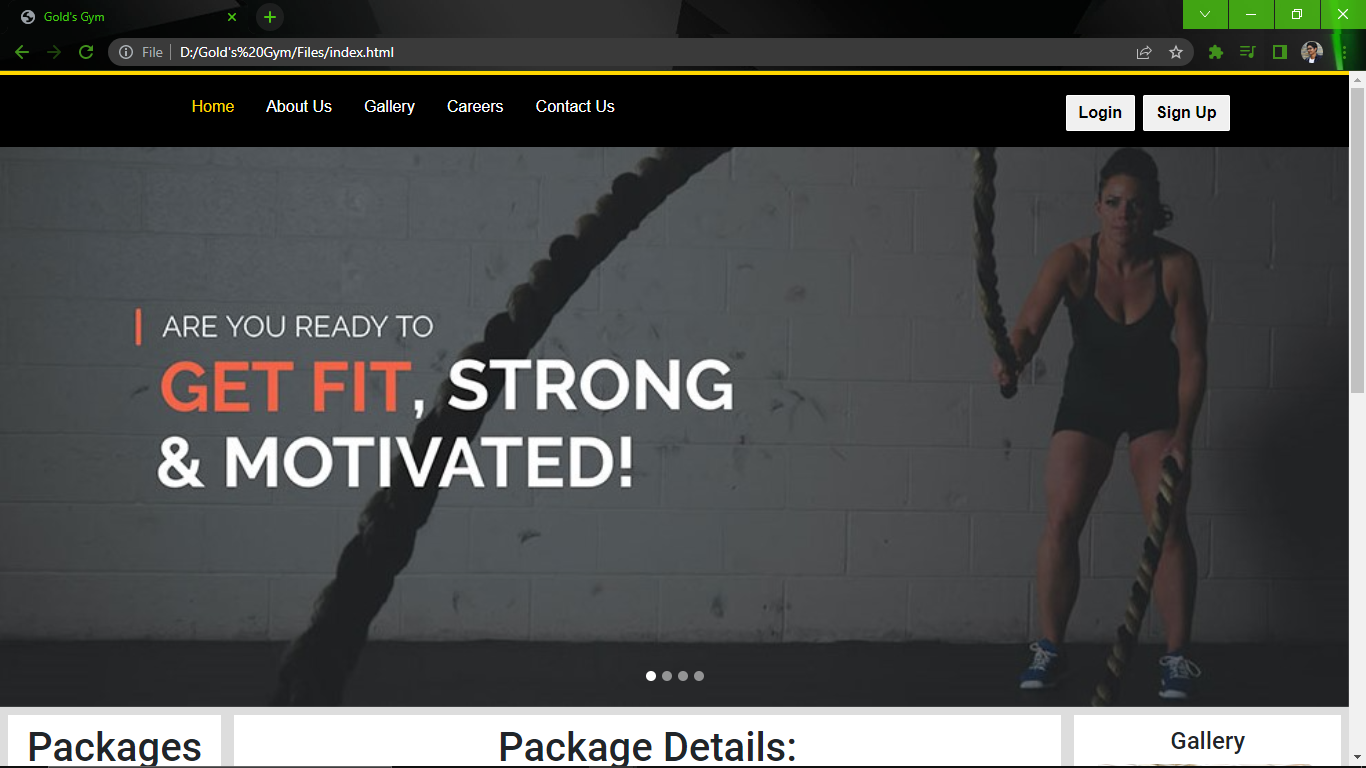 Gold's Gym
File
D:/Gold's%20Gym/Files/index.html
Home About Us Gallery Careers Contact Us
Login Sign Up
ARE YOU READY TO
GET FIT, STRONG
& MOTIVATED!
Packages
Package Details:
Gallery